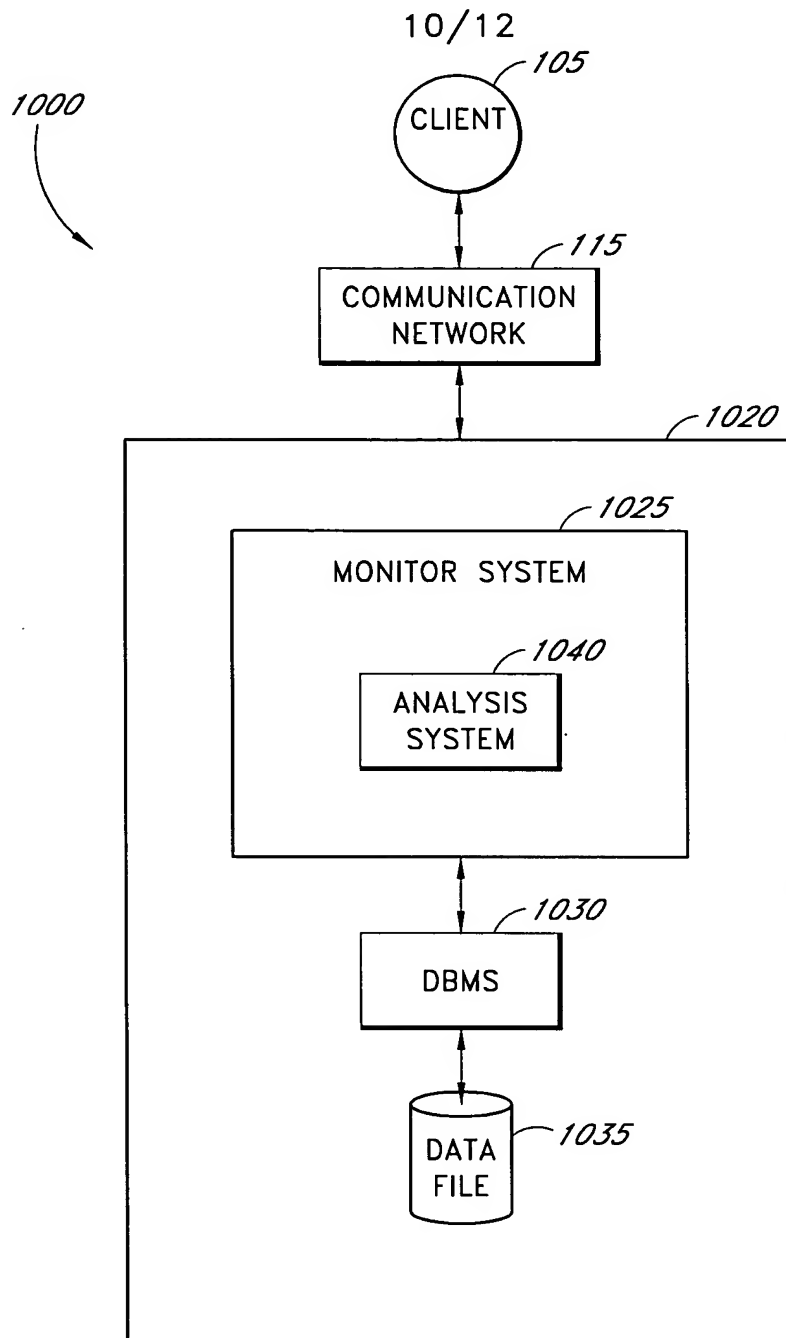 10/12
105
1000
CLIENT
115
COMMUNICATION
NETWORK
1020
1025
MONITOR SYSTEM
1040
ANALYSIS
SYSTEM
1030
DBMS
1035
DATA
FILE